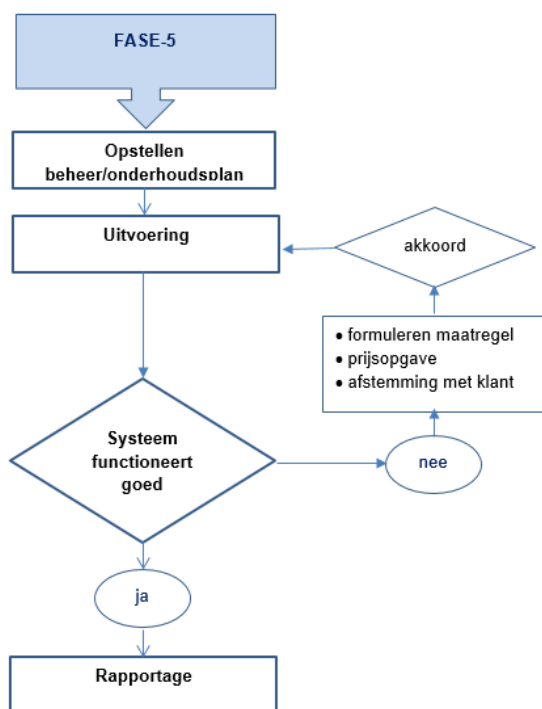 FASE-5
Opstellen
beheer/onderhoudsplan
Uitvoering
akkoord
• formuleren maatregel
• prijsopgave
• afstemming met klant
Systeem
functioneert
goed
nee
ja
Rapportage